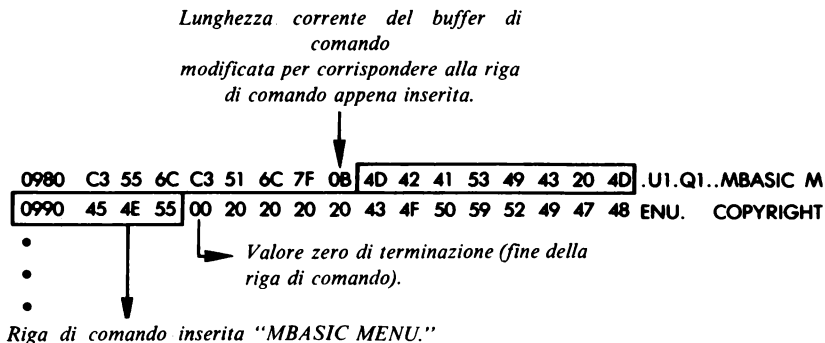 Lunghezza corrente del buffer di
comando
modificata per corrispondere alla riga
di comando appena inserita.
0980 C3 55 6C C3 51 6C 7F 0B 4D 42 41 53 49 43 20 4D .U1.Q1..MBASIC M
0990 45 4E 55 00 20 20 20 20 43 4F 50 59 52 49 47 48 ENU. COPYRIGHT
Valore zero di terminazione (fine della
riga di comando).
Riga di comando inserita “MBASIC MENU.”